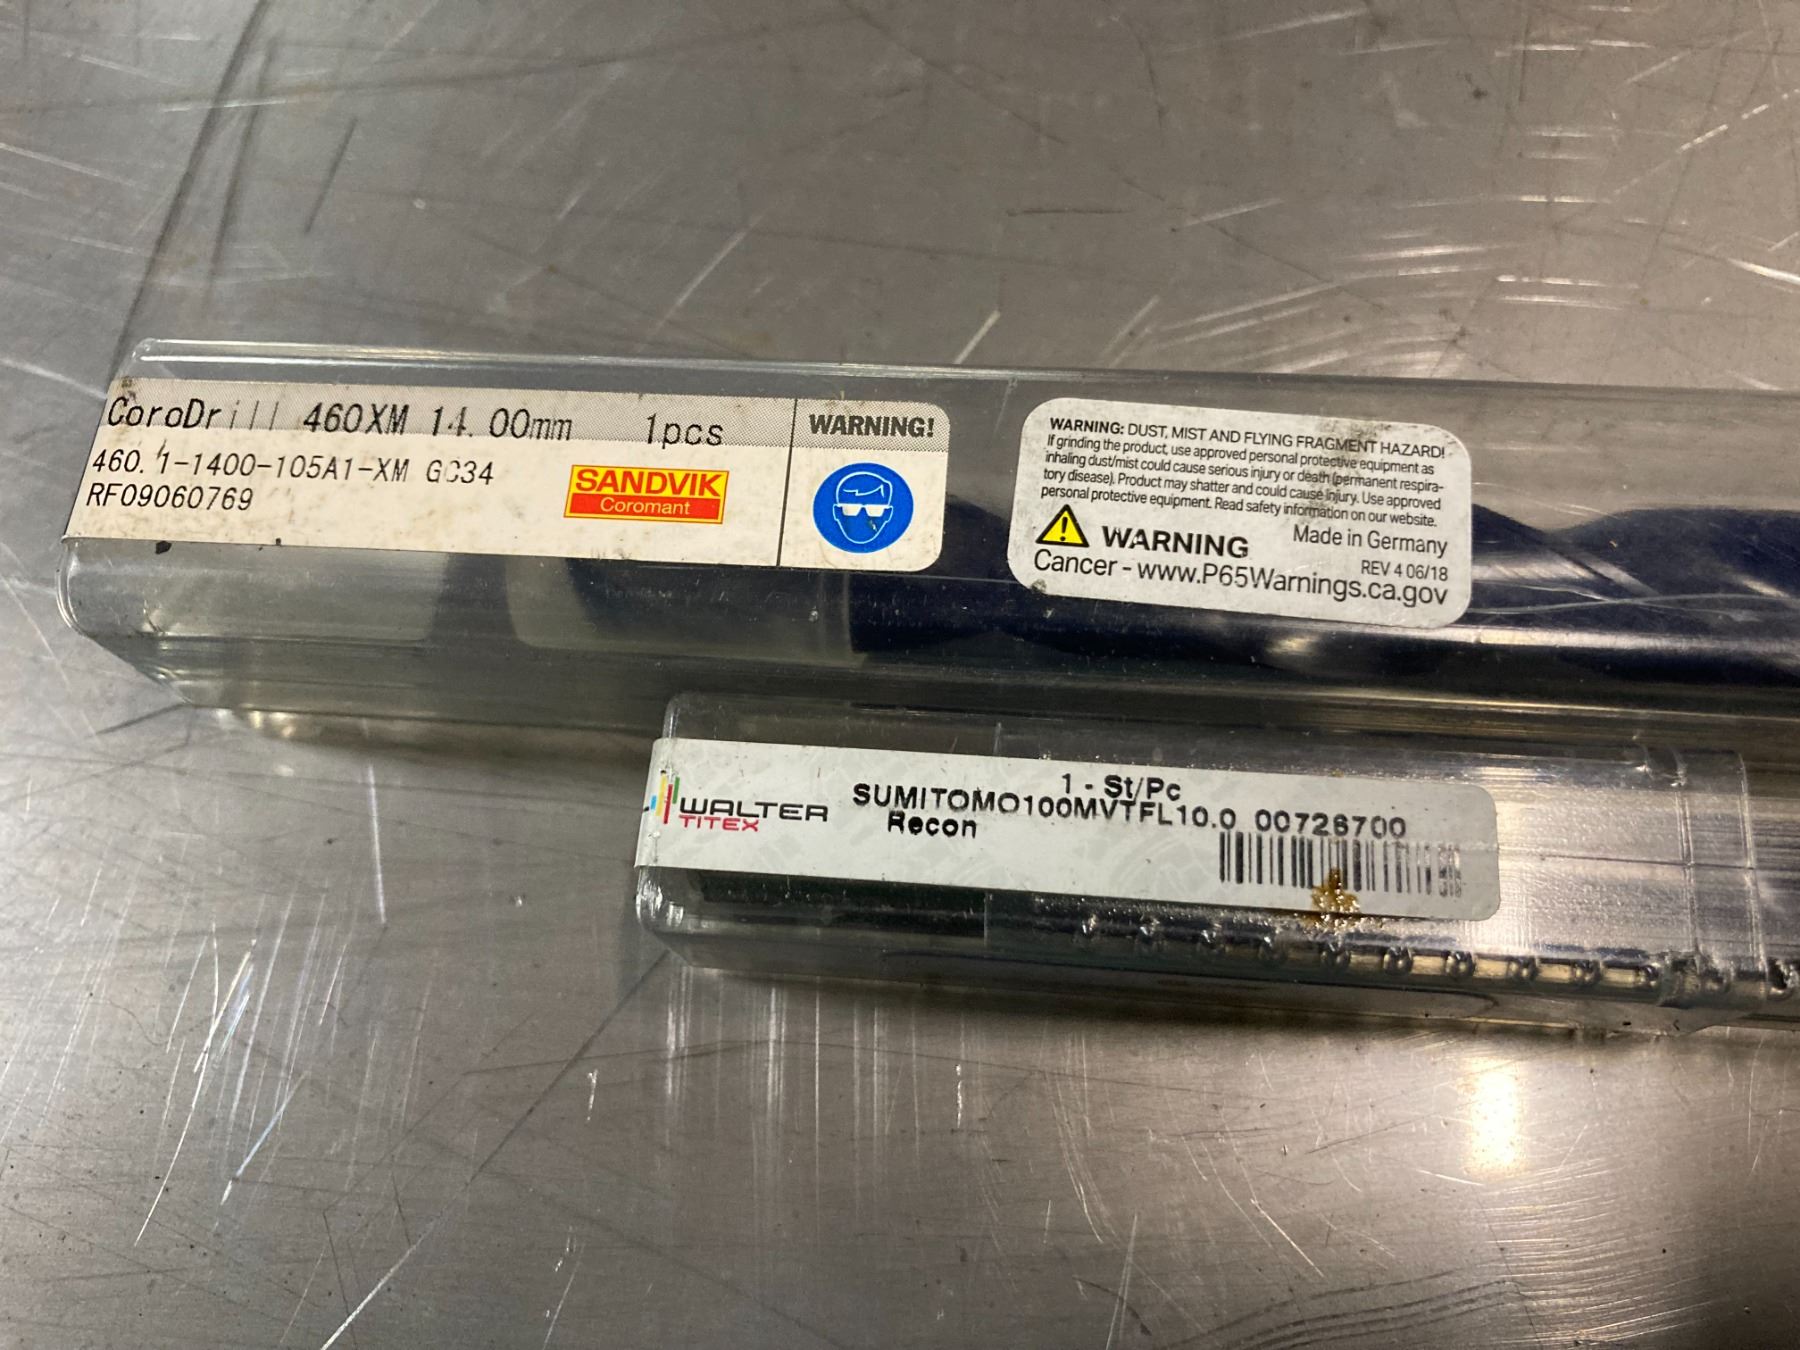 CoroDrill 460XM 14.00mm 1pcs
460.1-1400-105A1-XM GC34
RF09060769
SANDVIK
Coromant
WARNING!
WARNING: DUST, MIST AND FLYING FRAGMENT HAZARD!
If grinding the product, use approved personal protective equipment as
inhaling dust/mist could cause serious injury or death (permanent respira-
tory disease). Product may shatter and could cause injury. Use approved
personal protective equipment. Read safety information on our website.
Made in Germany
WARNING
REV 4 06/18
Cancer - www.P65Warnings.ca.gov
WALTER
TITEX
1 - St/Pc
SUMITOMO100MVTFL10.0 00726700
Recon